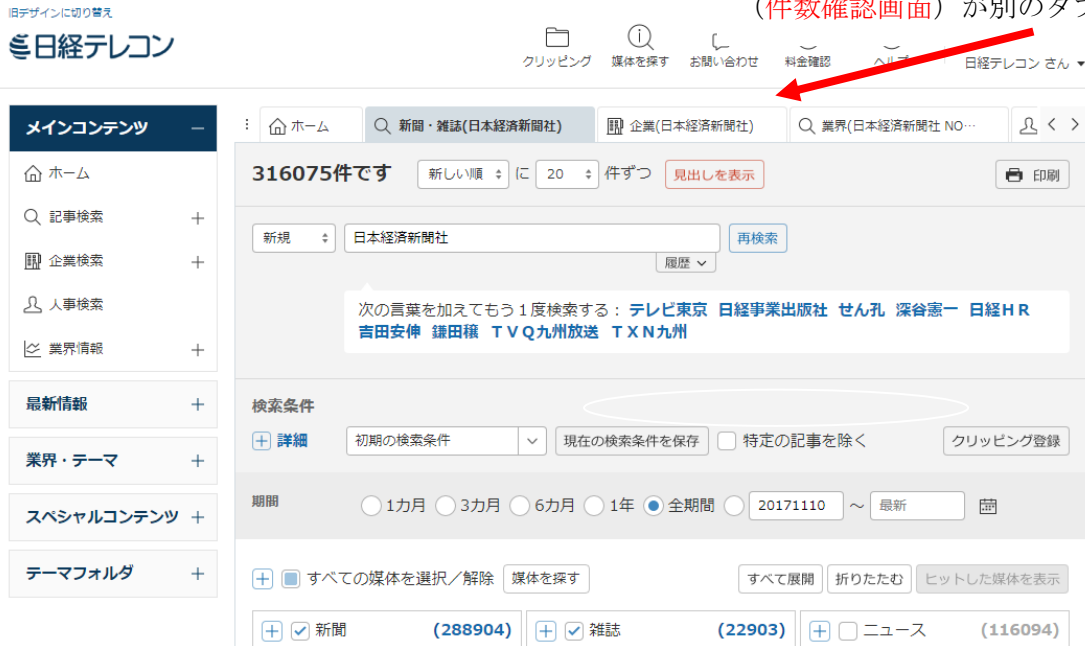 旧デザインに切り替え
（件数確認画面）が別のタブ
日経テレコン
クリッピング 媒体を探す お問い合わせ 料金確認 ヘルプ 日経テレコン さん
メインコンテンツ
ホーム
記事検索
企業検索
人事検索
業界情報
最新情報
業界・テーマ
スペシャルコンテンツ
テーマフォルダ
ホーム 新聞・雑誌(日本経済新聞社) 企業(日本経済新聞社) 業界(日本経済新聞社 NO…
316075件です 新しい順 に 20 件ずつ 見出しを表示 印刷
新規 日本経済新聞社 再検索
履歴
次の言葉を加えてもう1度検索する： テレビ東京 日経事業出版社 せん孔 深谷憲一 日経ＨＲ
吉田安伸 鎌田穣 ＴＶＱ九州放送 ＴＸＮ九州
検索条件
詳細 初期の検索条件 現在の検索条件を保存 特定の記事を除く クリッピング登録
期間 1カ月 3カ月 6カ月 1年 全期間 20171110 ～ 最新
すべての媒体を選択／解除 媒体を探す すべて展開 折りたたむ ヒットした媒体を表示
新聞 (288904) 雑誌 (22903) ニュース (116094)